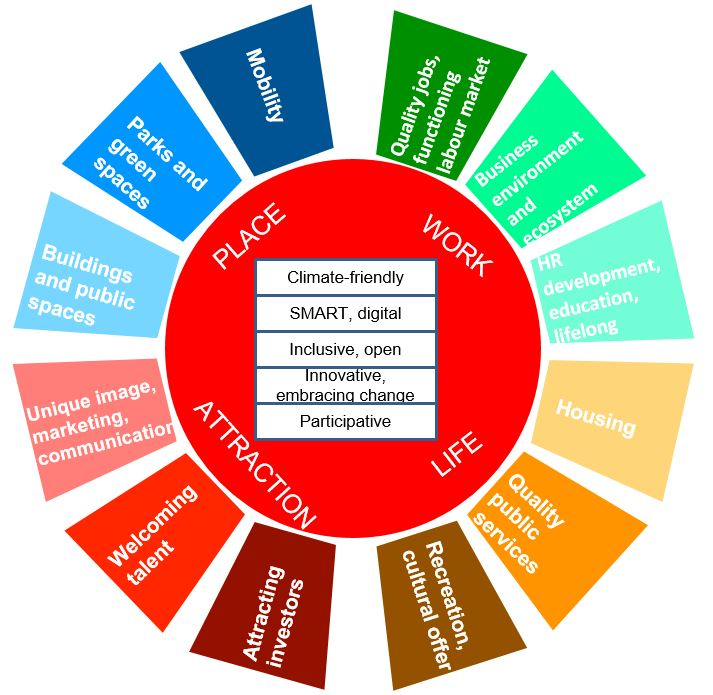 Mobility
Quality jobs,
functioning
labour market
Parks and
green
spaces
Business
environment
and
ecosystem
PLACE
WORK
Buildings
and public
spaces
HR
development,
education,
lifelong
Climate-friendly
SMART, digital
Inclusive, open
Innovative,
embracing change
Participative
Unique image,
marketing,
communication
Housing
ATTRACTION
LIFE
Welcoming
talent
Quality
public
services
Attracting
investors
Recreation,
cultural offer